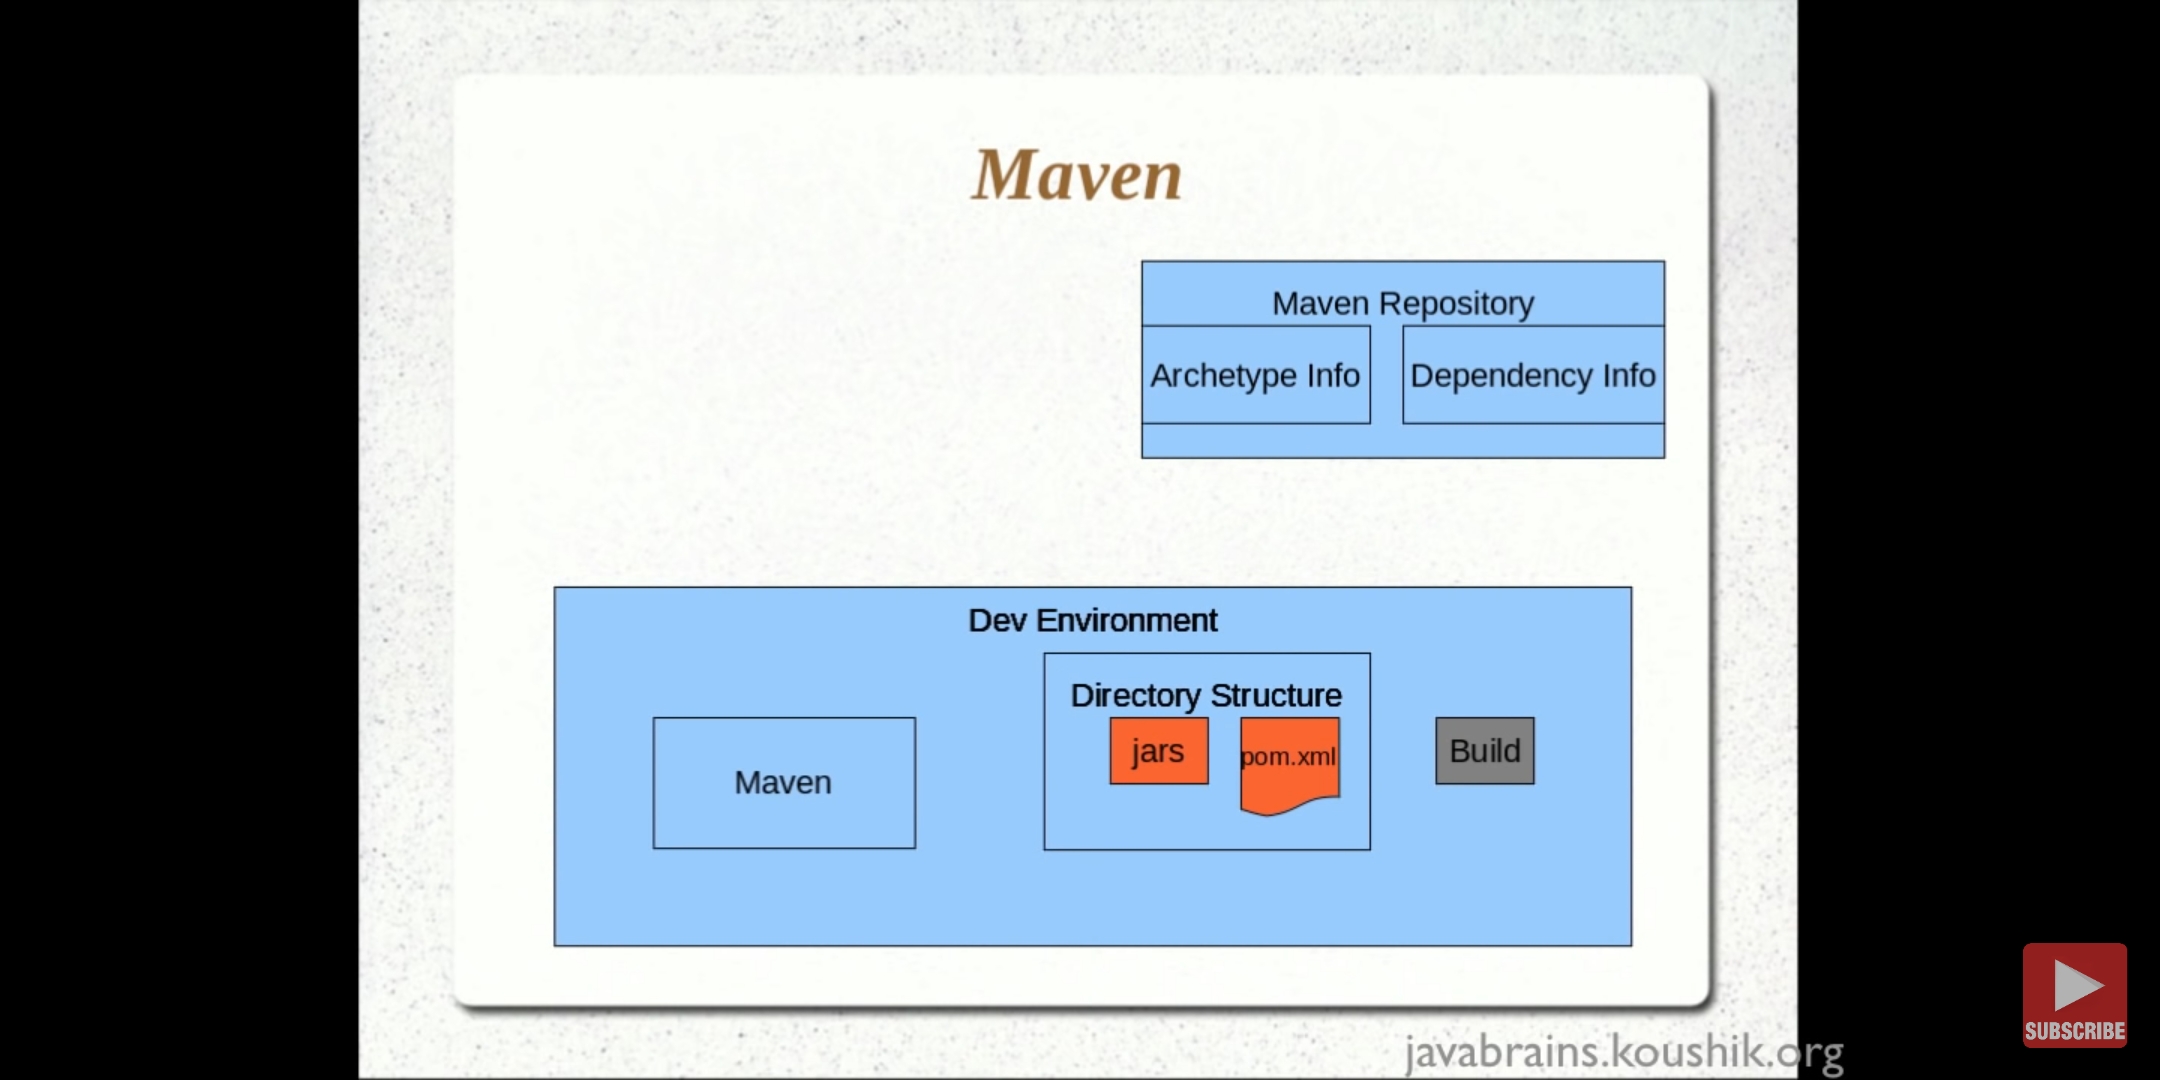 Maven
Maven Repository
Archetype Info
Dependency Info
Dev Environment
Directory Structure
jars
pom.xml
Build
Maven
javabrains.koushik.org
SUBSCRIBE